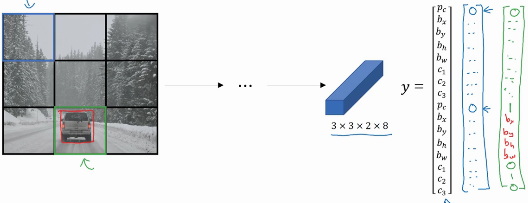 ...
3 × 3 × 2 × 8
y =
p_c
b_x
b_y
b_h
b_w
c_1
c_2
c_3
p_c
b_x
b_y
b_h
b_w
c_1
c_2
c_3
0
0
0
1
b_x
b_y
b_h
b_w
0
1
0